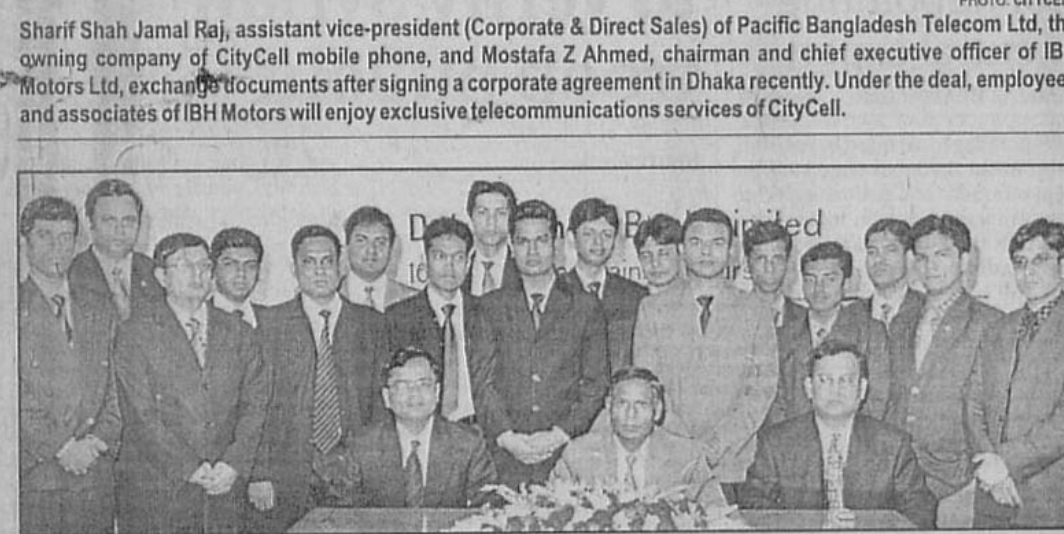 PHOTO: CITYCELL
Sharif Shah Jamal Raj, assistant vice-president (Corporate & Direct Sales) of Pacific Bangladesh Telecom Ltd, th
owning company of CityCell mobile phone, and Mostafa Z Ahmed, chairman and chief executive officer of IB
Motors Ltd, exchange documents after signing a corporate agreement in Dhaka recently. Under the deal, employee
and associates of IBH Motors will enjoy exclusive telecommunications services of CityCell.
Limited